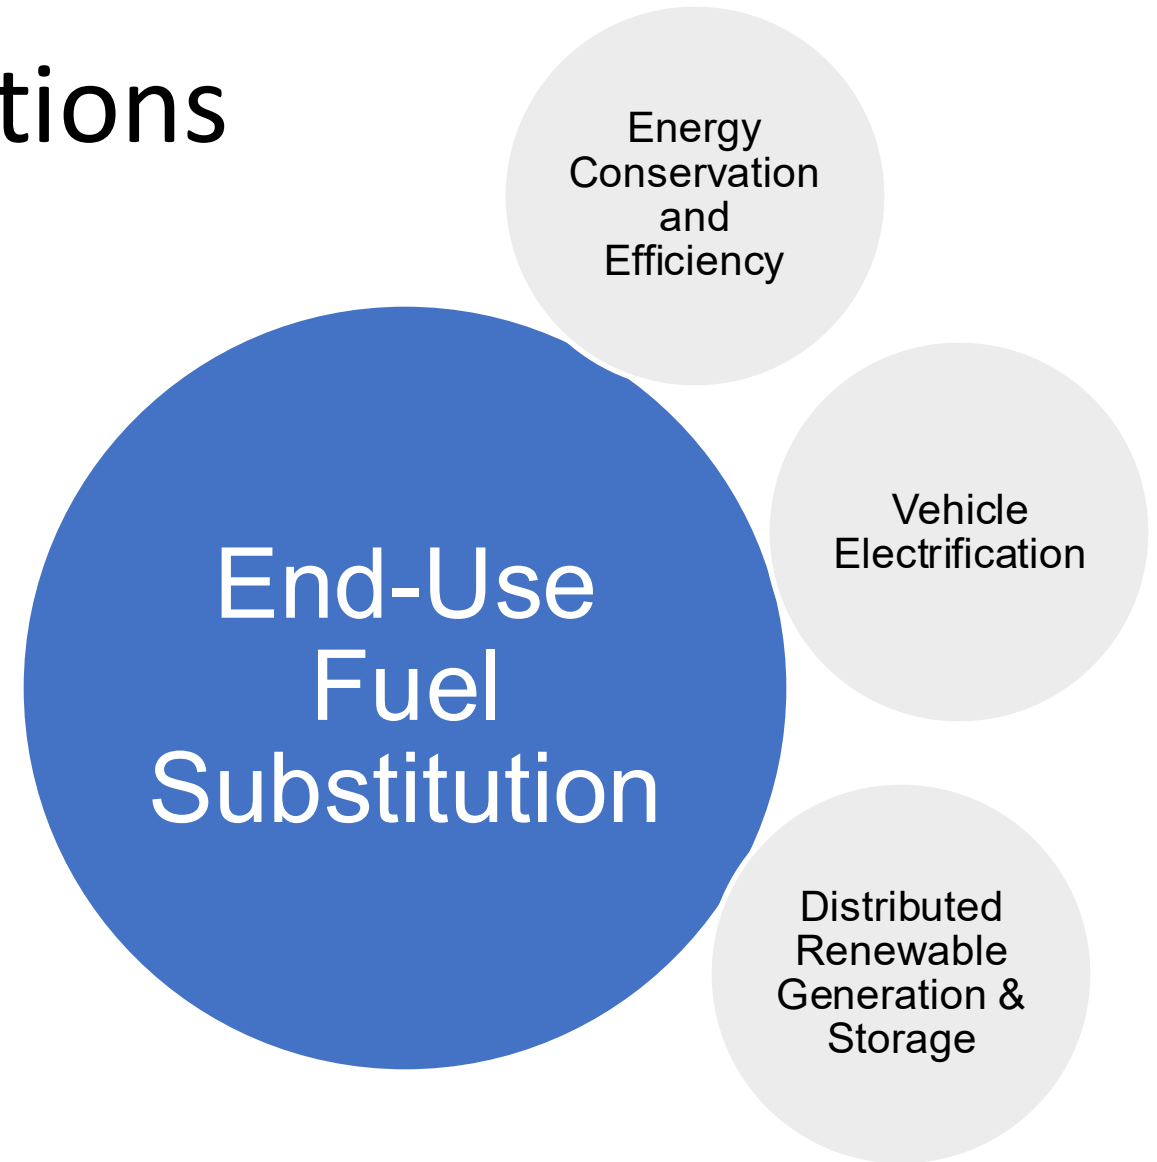 tions
Energy
Conservation
and
Efficiency
Vehicle
Electrification
End-Use
Fuel
Substitution
Distributed
Renewable
Generation &
Storage